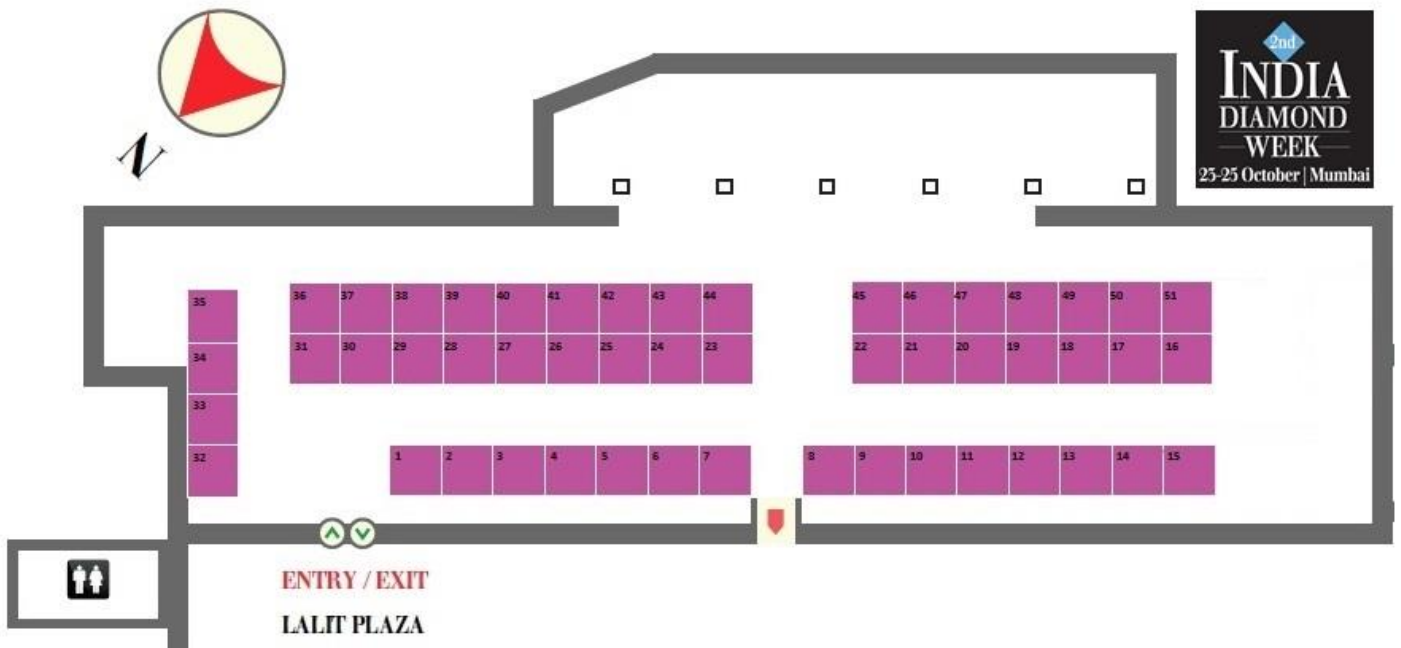 N
2nd
INDIA
DIAMOND
WEEK
23-25 October | Mumbai
35
34
33
32
36 37 38 39 40 41 42 43 44
31 30 29 28 27 26 25 24 23
45 46 47 48 49 50 51
22 21 20 19 18 17 16
1 2 3 4 5 6 7
8 9 10 11 12 13 14 15
ENTRY / EXIT
LALIT PLAZA